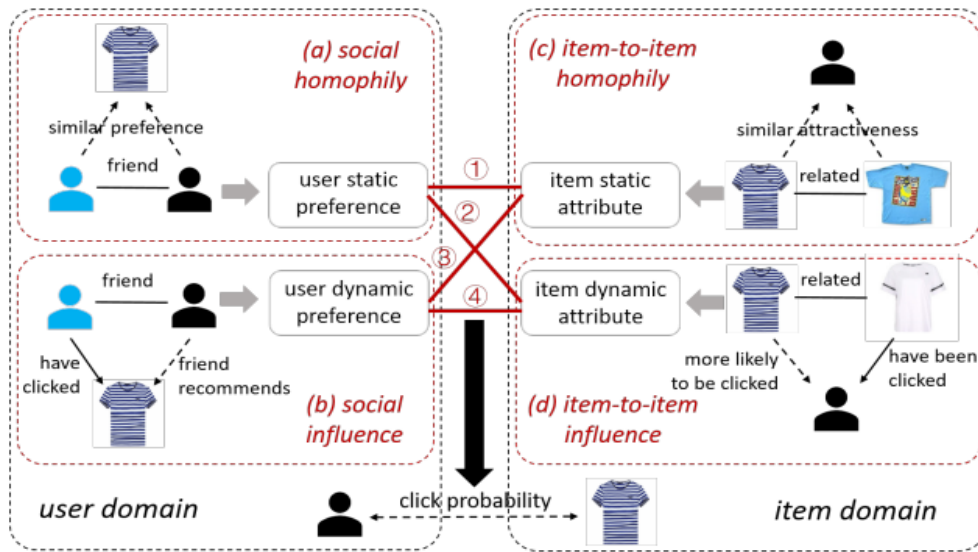 (a) social
homophily
similar preference
friend
user static
preference
①
②
③
④
(c) item-to-item
homophily
similar attractiveness
item static
attribute
related
friend
user dynamic
preference
have
clicked
friend
recommends
(b) social
influence
item dynamic
attribute
related
more likely
to be clicked
have been
clicked
(d) item-to-item
influence
user domain
click probability
item domain